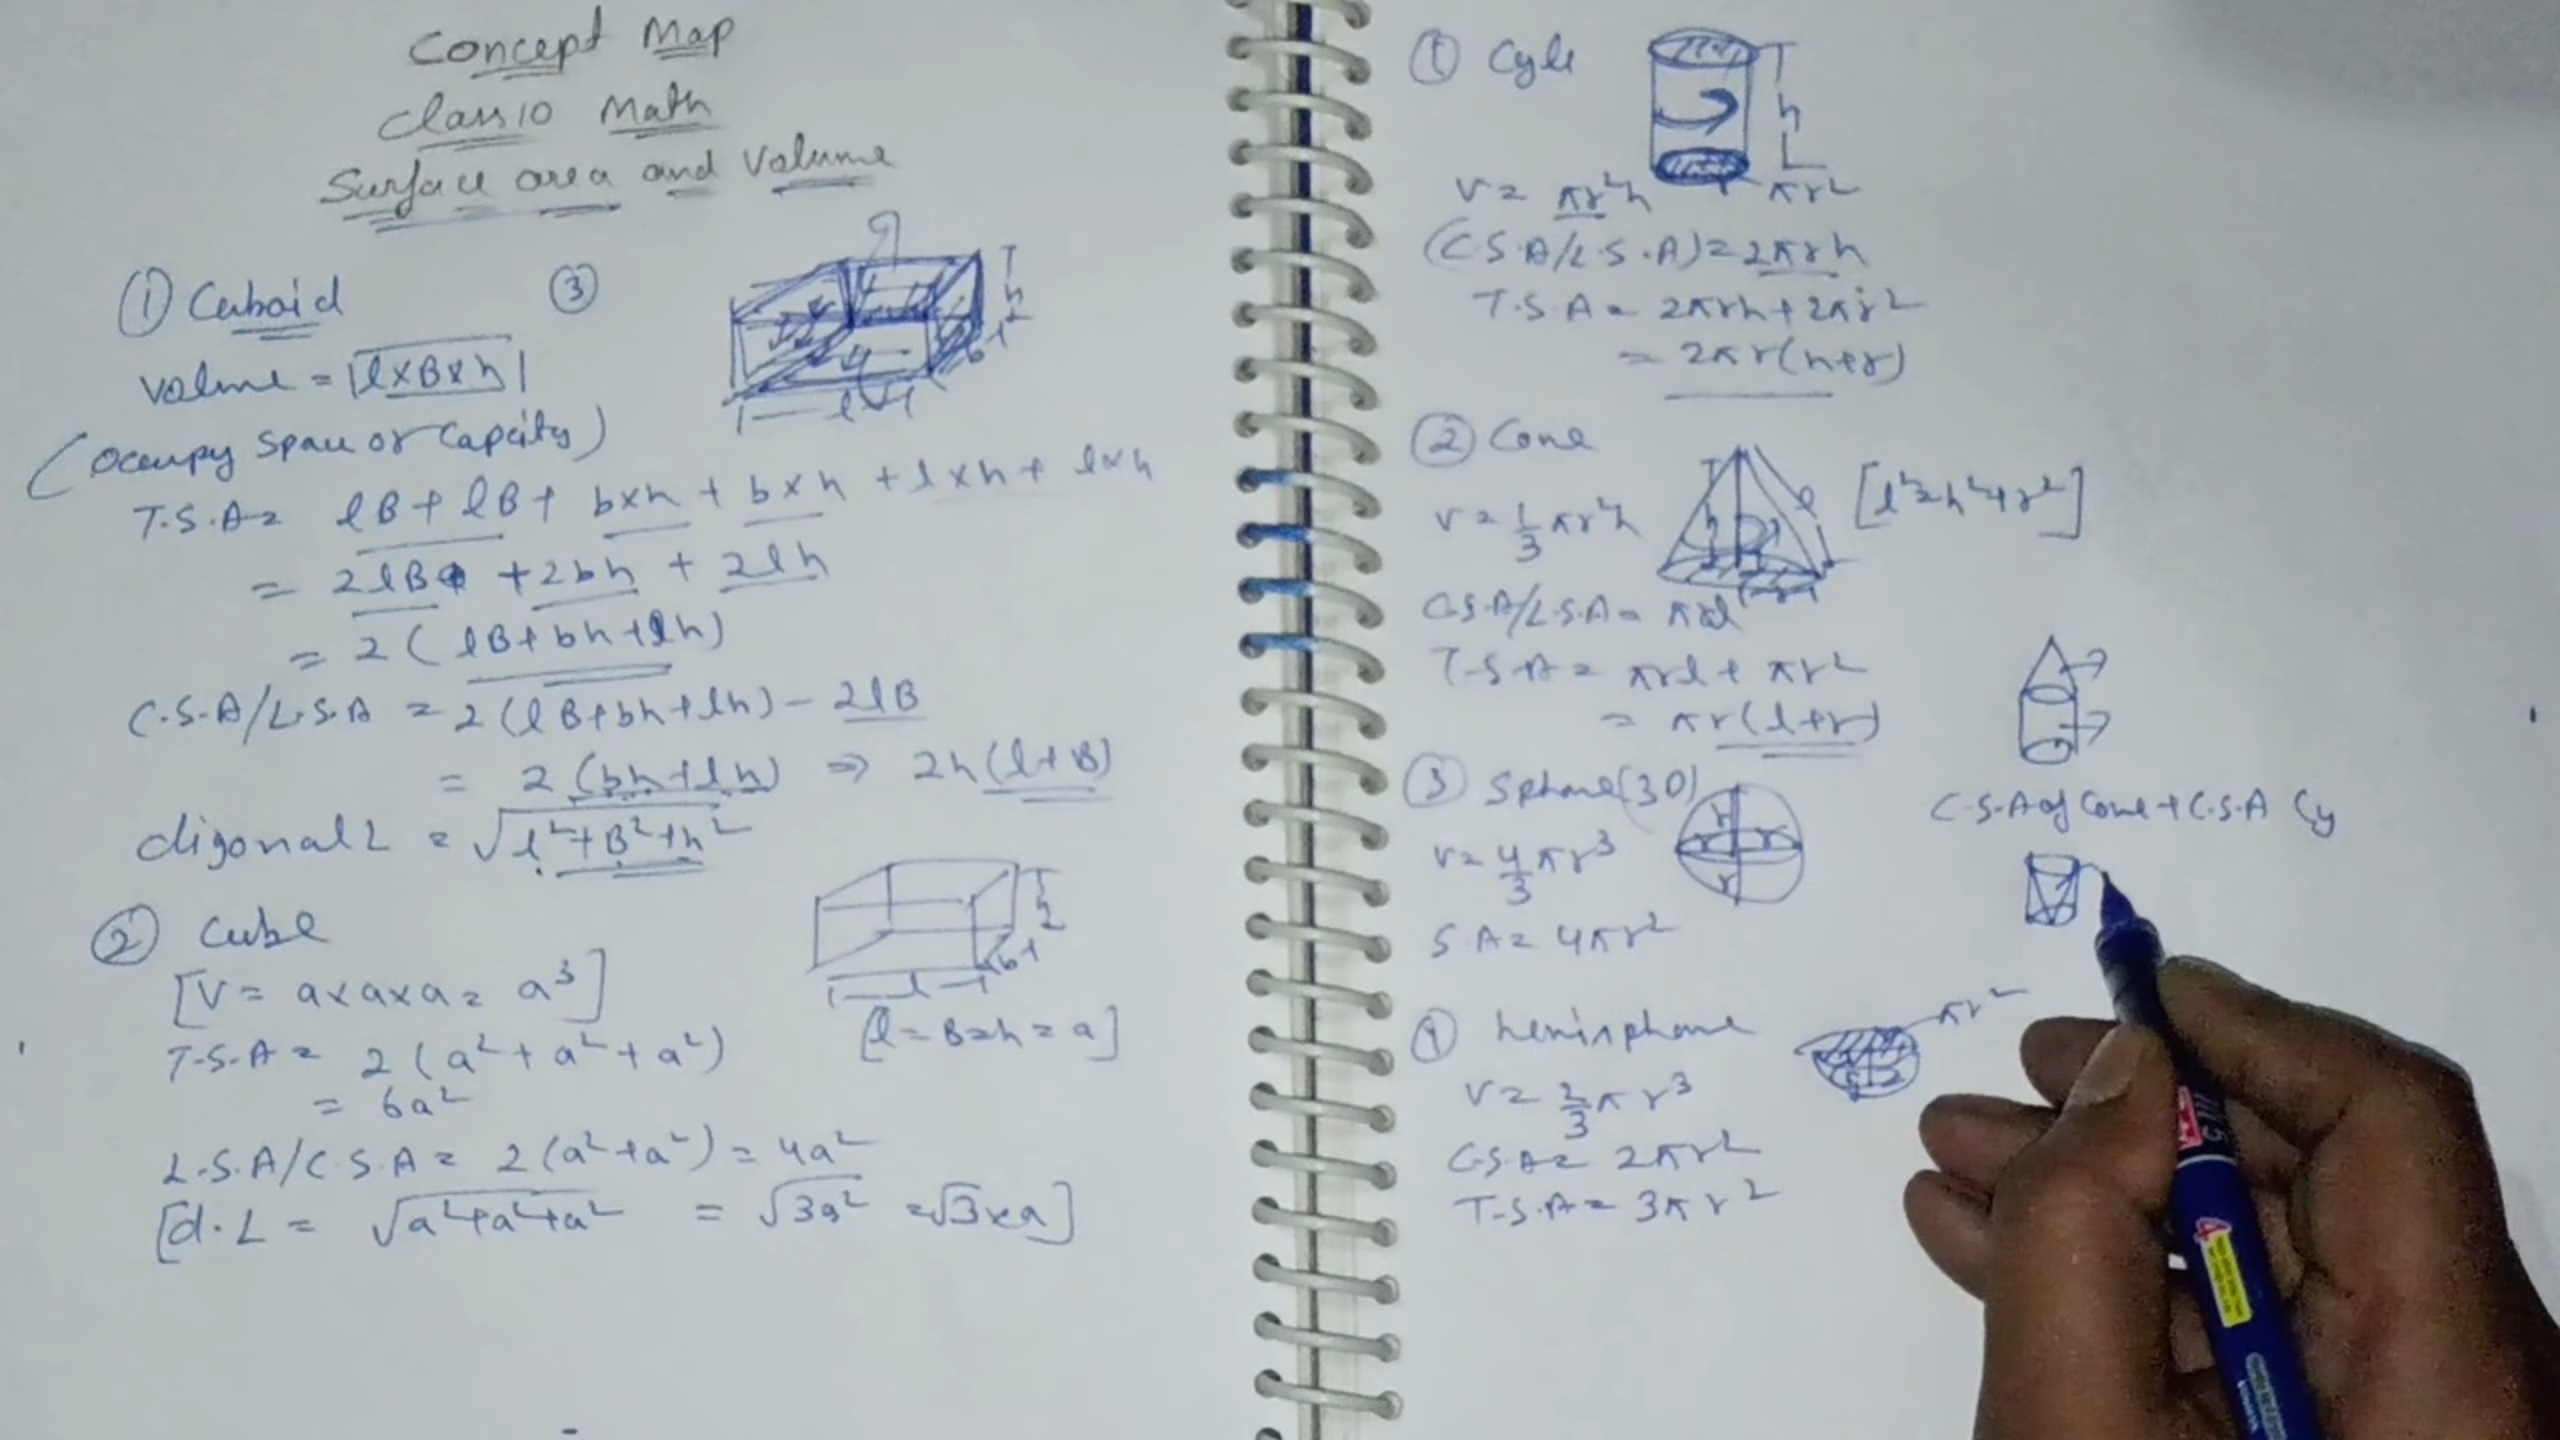 Concept Map
Class 10 Math
Surface area and Volume
① Cuboid ③
Volume = l×B×h
(Occupy Space or Capcity)
h
b
l
T.S.A = lB + lB + b×h + b×h + l×h + l×h
= 2lB + 2bh + 2lh
= 2(lB+bh+lh)
C.S.A/L.S.A = 2(lB+bh+lh) - 2lB
= 2(bh+lh) ⇒ 2h(l+B)
digonal L = √l²+B²+h²
② Cube
h
b
l
[V = a×a×a = a³]
[l=B=h=a]
T.S.A = 2(a²+a²+a²)
= 6a²
L.S.A/C.S.A = 2(a²+a²) = 4a²
[d.L = √a²+a²+a² = √3a² = √3×a]
① Cyle
h
V = πr²h
πr²
(C.S.A/L.S.A) = 2πrh
T.S.A = 2πrh + 2πr²
= 2πr(h+r)
② Cone
V = 1/3 πr²h
h
l
[l²=h²+r²]
C.S.A/L.S.A = πrl
T.S.A = πrl + πr²
= πr(l+r)
③ Sphere(3D)
r
r r
r
V = 4/3 πr³
S.A = 4πr²
C.S.A of Cone + C.S.A Cy
④ hemisphere
πr²
V = 2/3 πr³
C.S.A = 2πr²
T.S.A = 3πr²